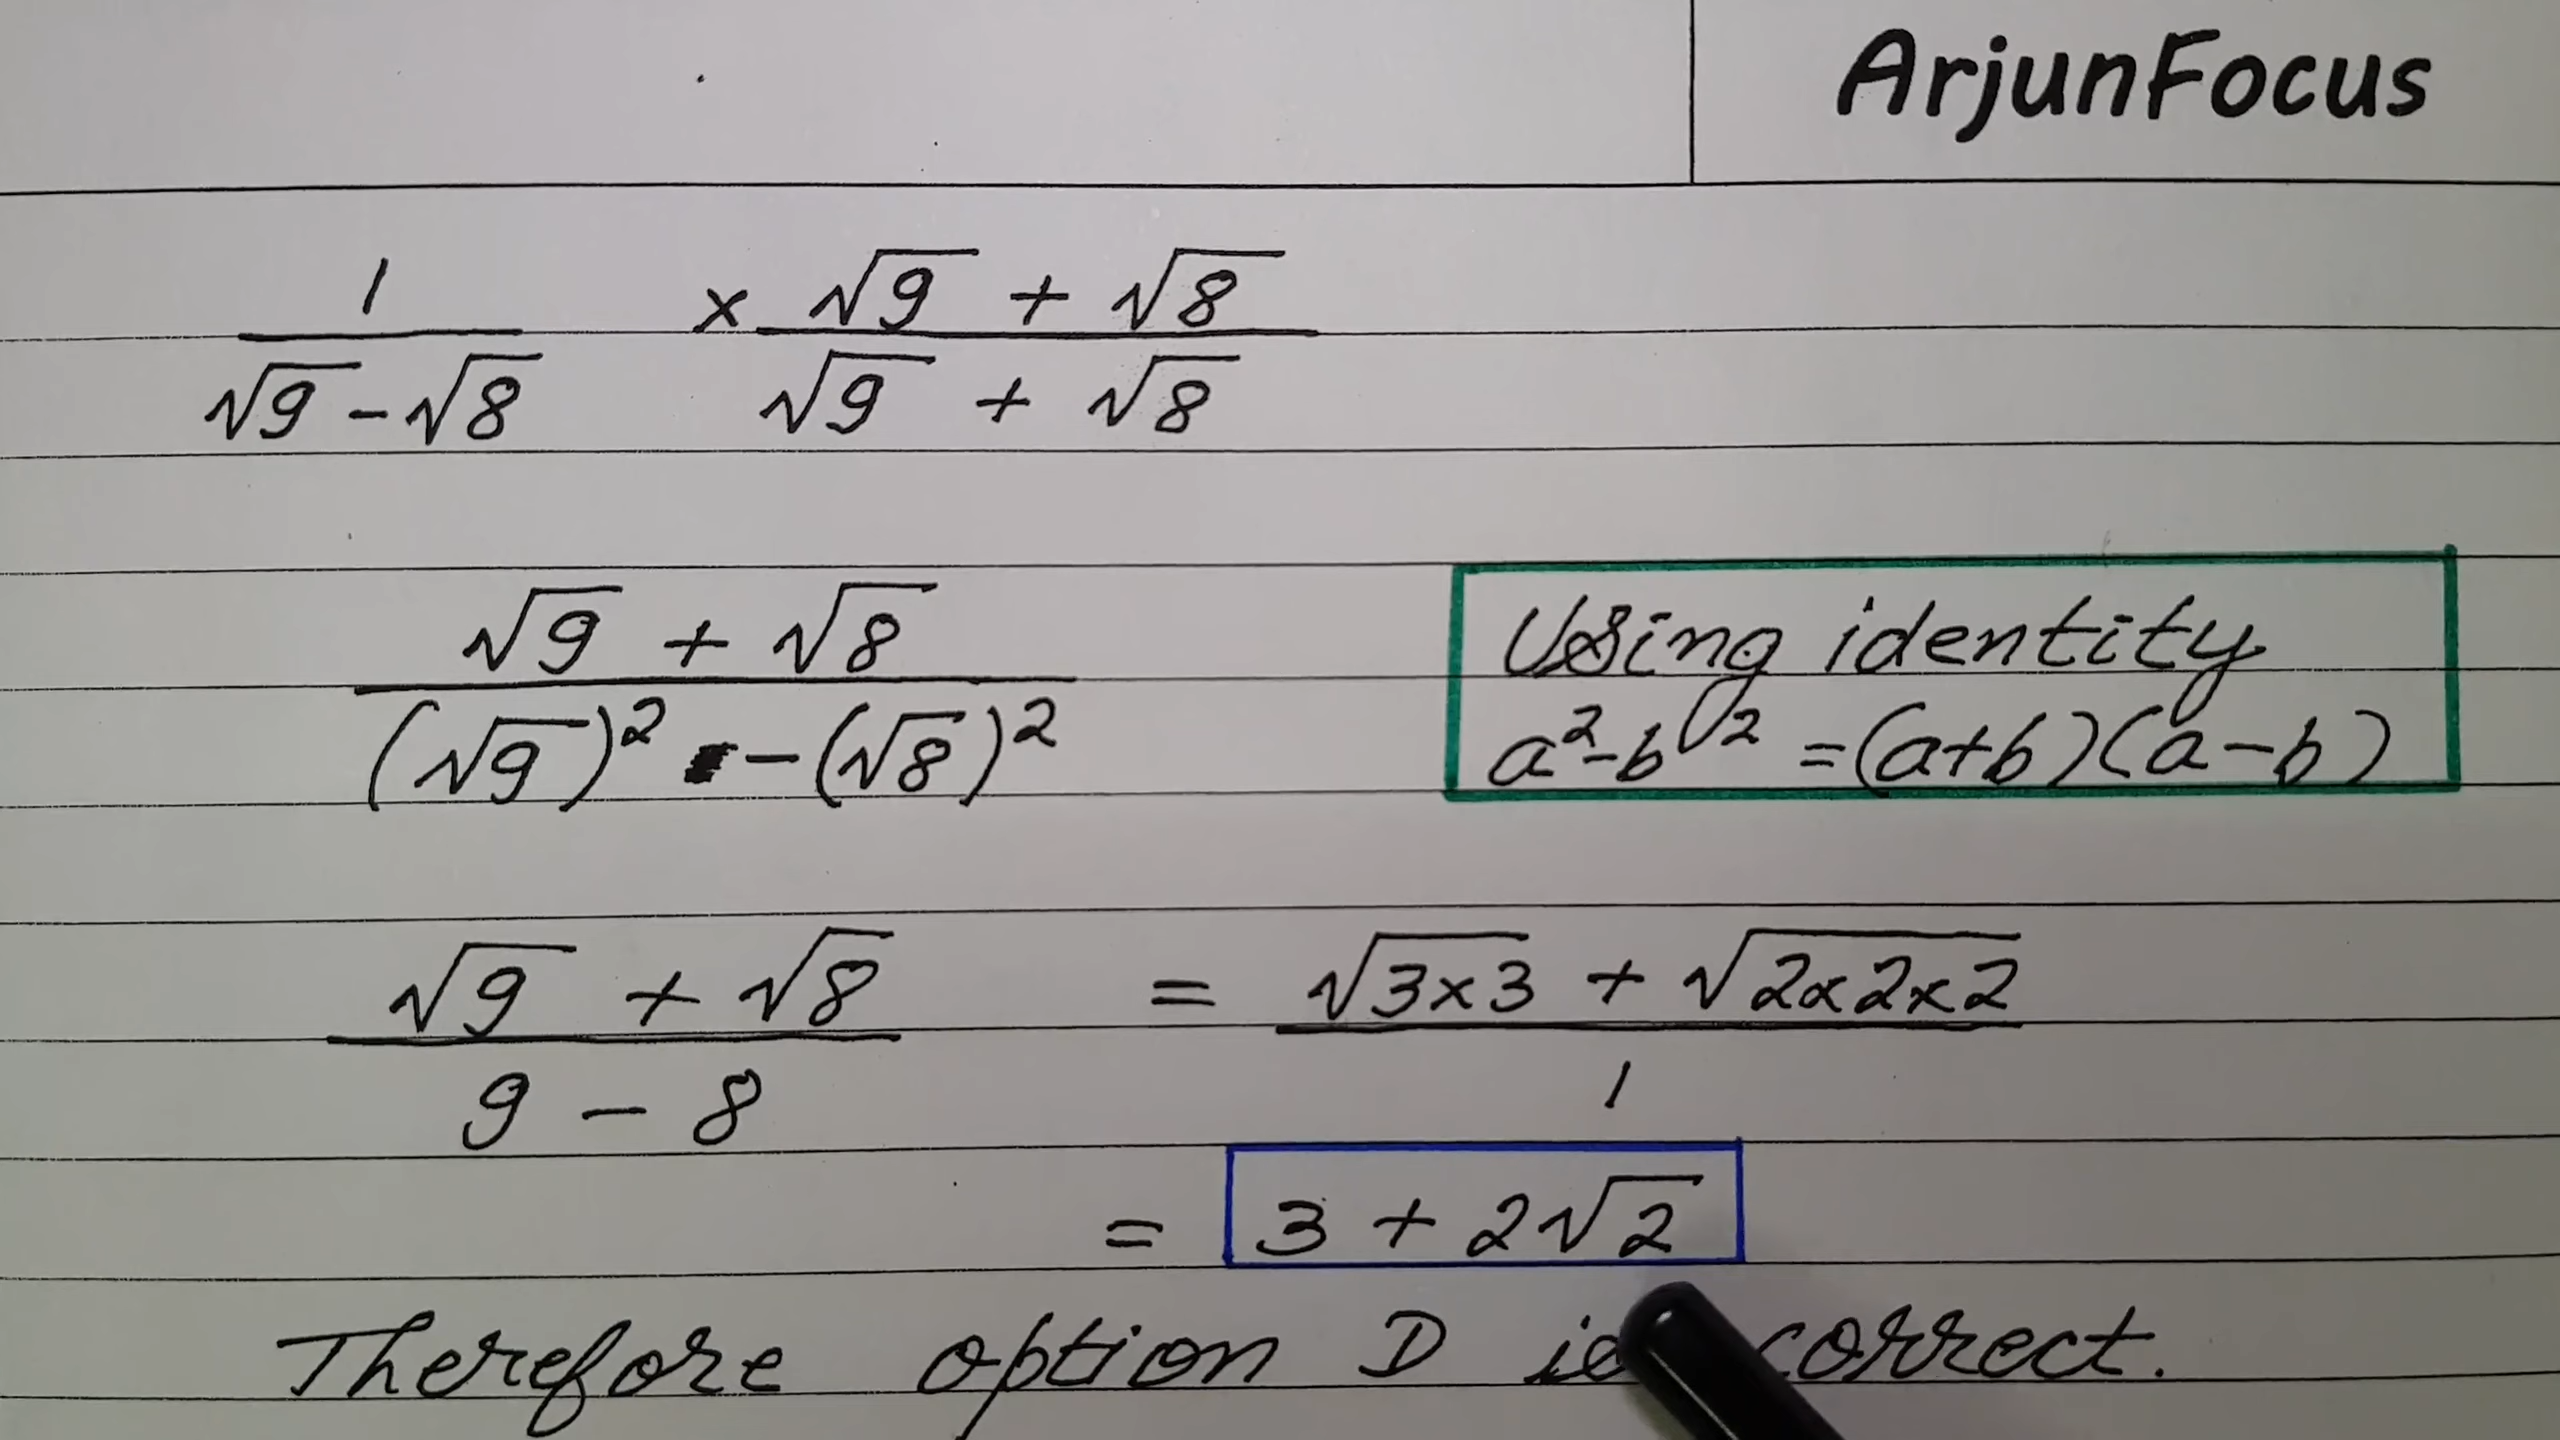 ArjunFocus
1/(√9-√8) × (√9 + √8)/(√9 + √8)
(√9 + √8)/((√9)² - (√8)²)
Using identity
a²-b² = (a+b)(a-b)
(√9 + √8)/(9 - 8) = (√3×3 + √2×2×2)/1
= 3 + 2√2
Therefore option D is correct.